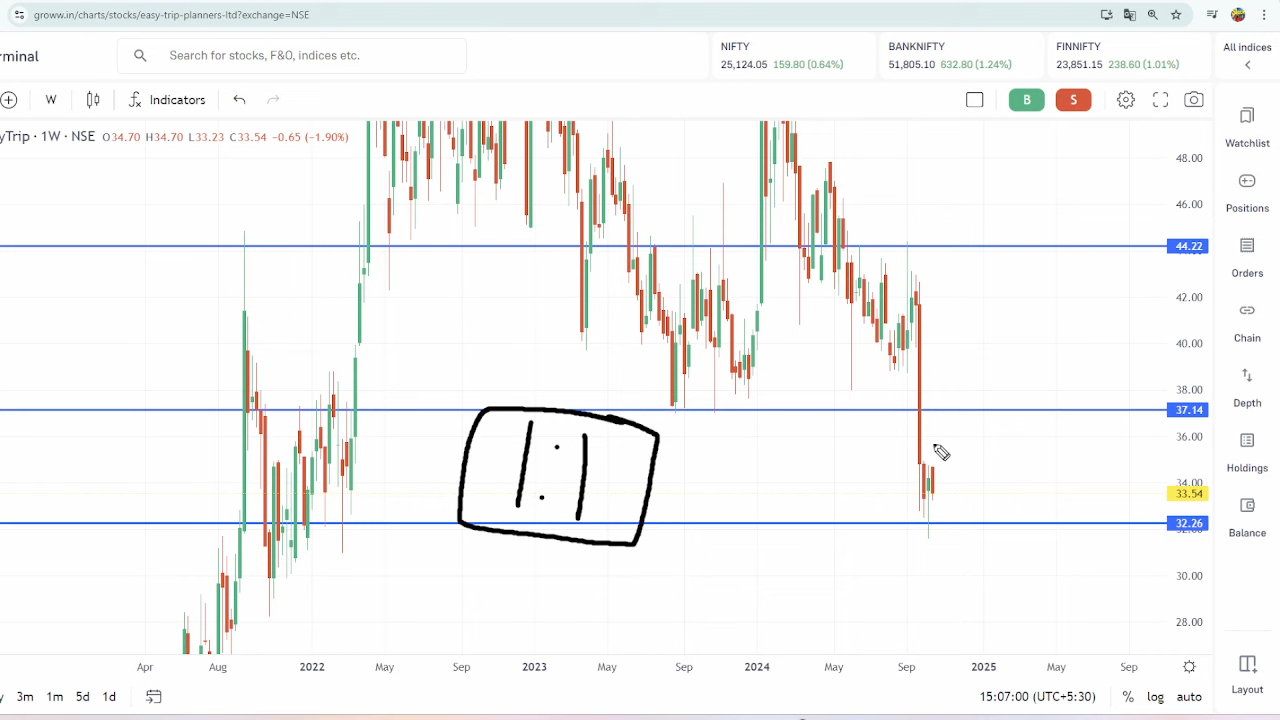 groww.in/charts/stocks/easy-trip-planners-ltd?exchange=NSE
rminal
Search for stocks, F&O, indices etc.
NIFTY
25,124.05 159.80 (0.64%)
BANKNIFTY
51,805.10 632.80 (1.24%)
FINNIFTY
23,851.15 238.60 (1.01%)
All indices
W
Indicators
B
S
yTrip · 1W · NSE O34.70 H34.70 L33.23 C33.54 -0.65 (-1.90%)
48.00
46.00
44.22
42.00
40.00
38.00
37.14
36.00
34.00
33.54
32.26
30.00
28.00
1:1
Watchlist
Positions
Orders
Chain
Depth
Holdings
Balance
Layout
Apr Aug 2022 May Sep 2023 May Sep 2024 May Sep 2025 May Sep
y 3m 1m 5d 1d
15:07:00 (UTC+5:30) % log auto